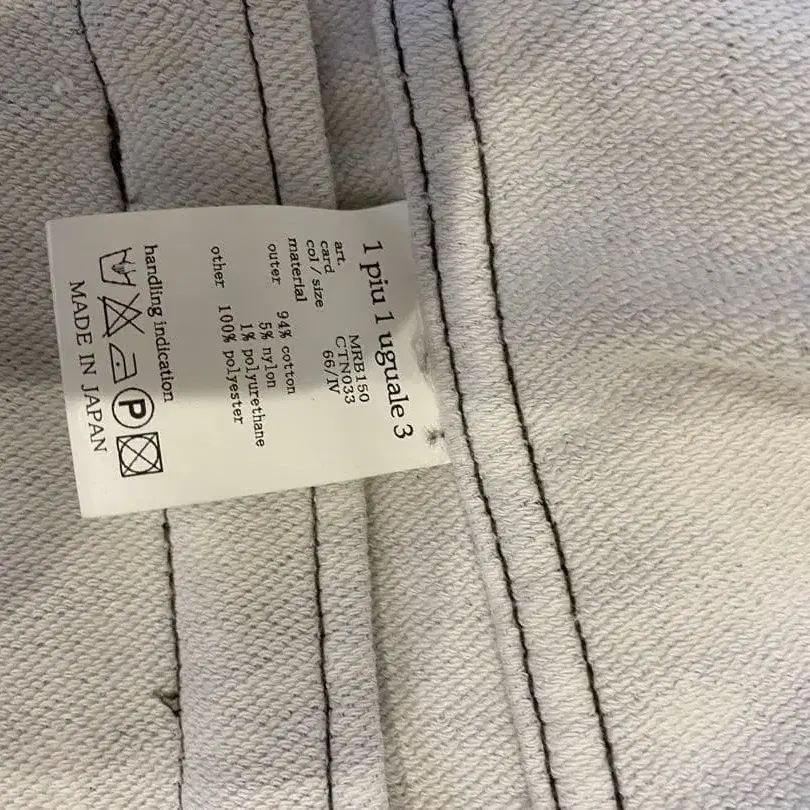 1 piu 1 uguale 3
art. MRB150
card CTN033
col/size 66/IV
material
outer 94% cotton
5% nylon
1% polyurethane
other 100% polyester
handling indication
P
MADE IN JAPAN